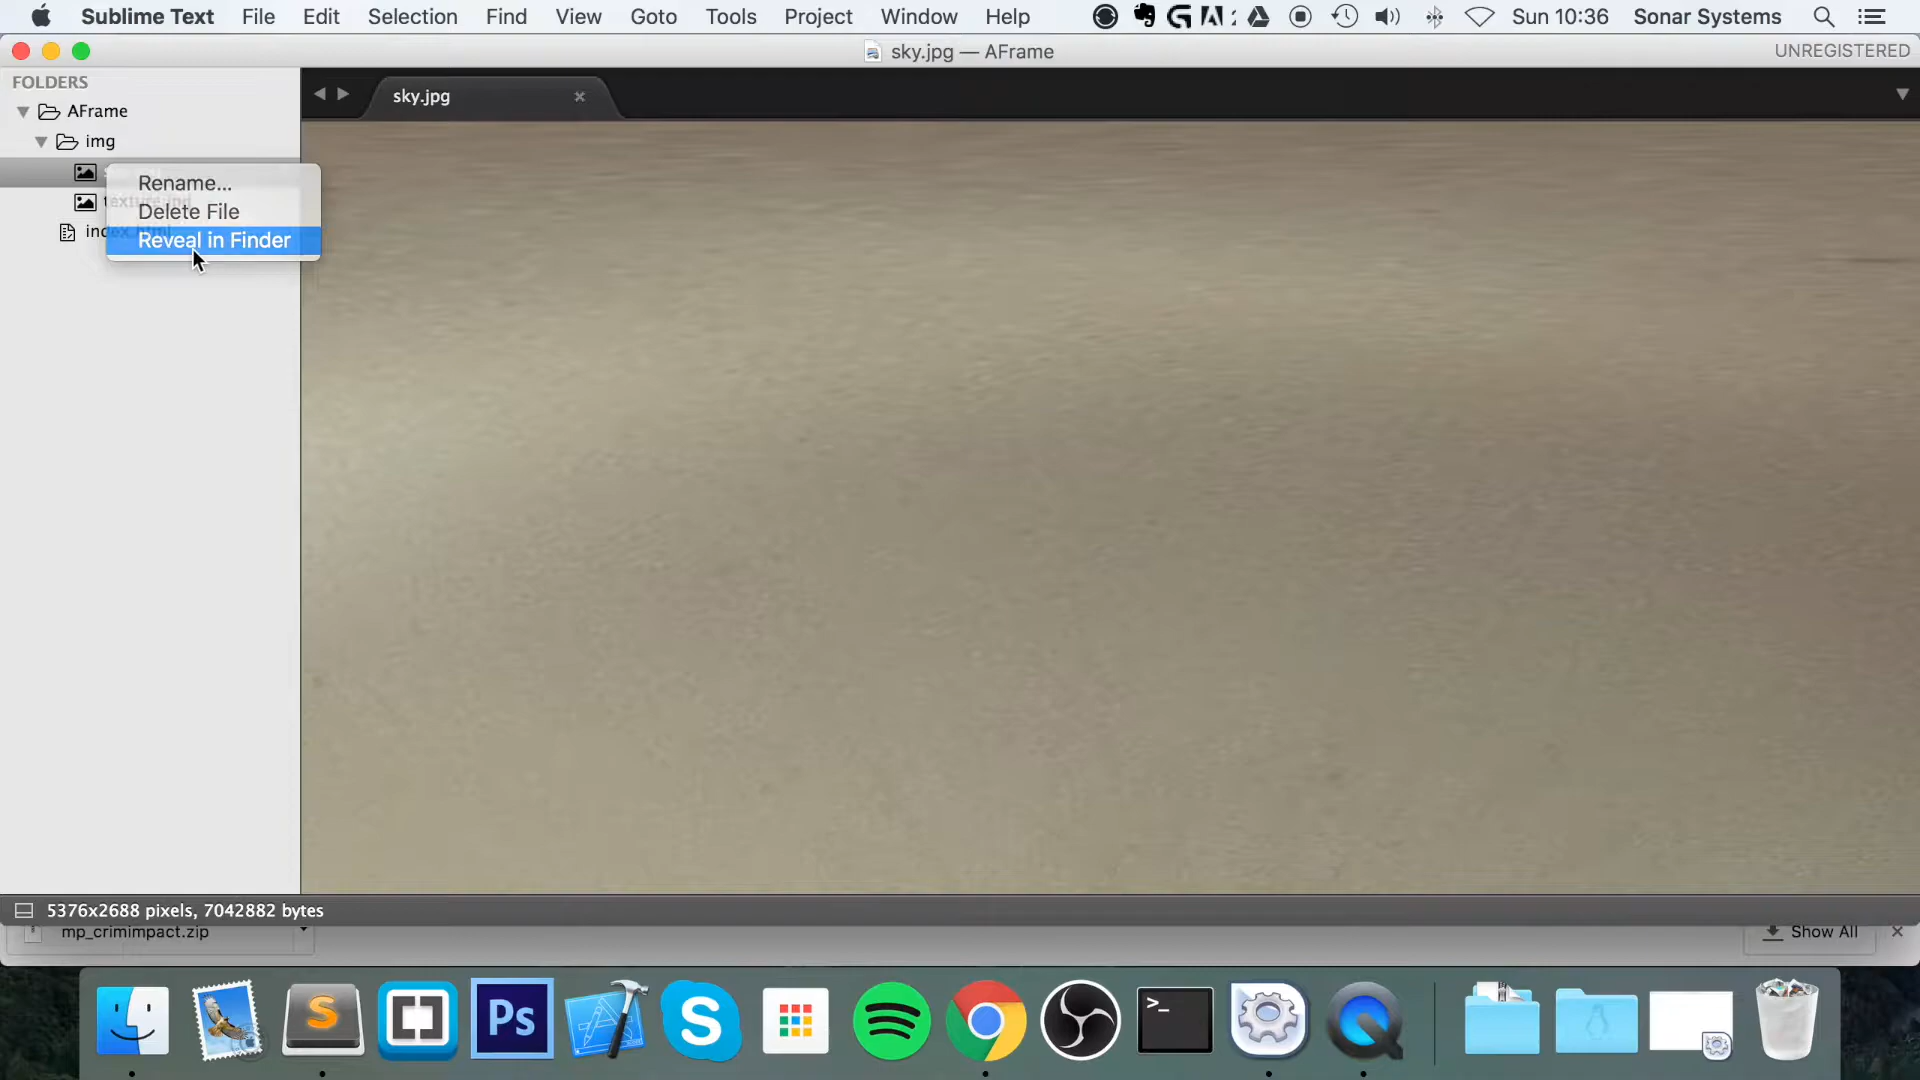 Sublime Text File Edit Selection Find View Goto Tools Project Window Help Sun 10:36 Sonar Systems
sky.jpg — AFrame UNREGISTERED
FOLDERS
AFrame
img
index.html
Rename...
Delete File
Reveal in Finder
sky.jpg
5376x2688 pixels, 7042882 bytes
mp_crimimpact.zip
Show All
S
Ps
S
>_